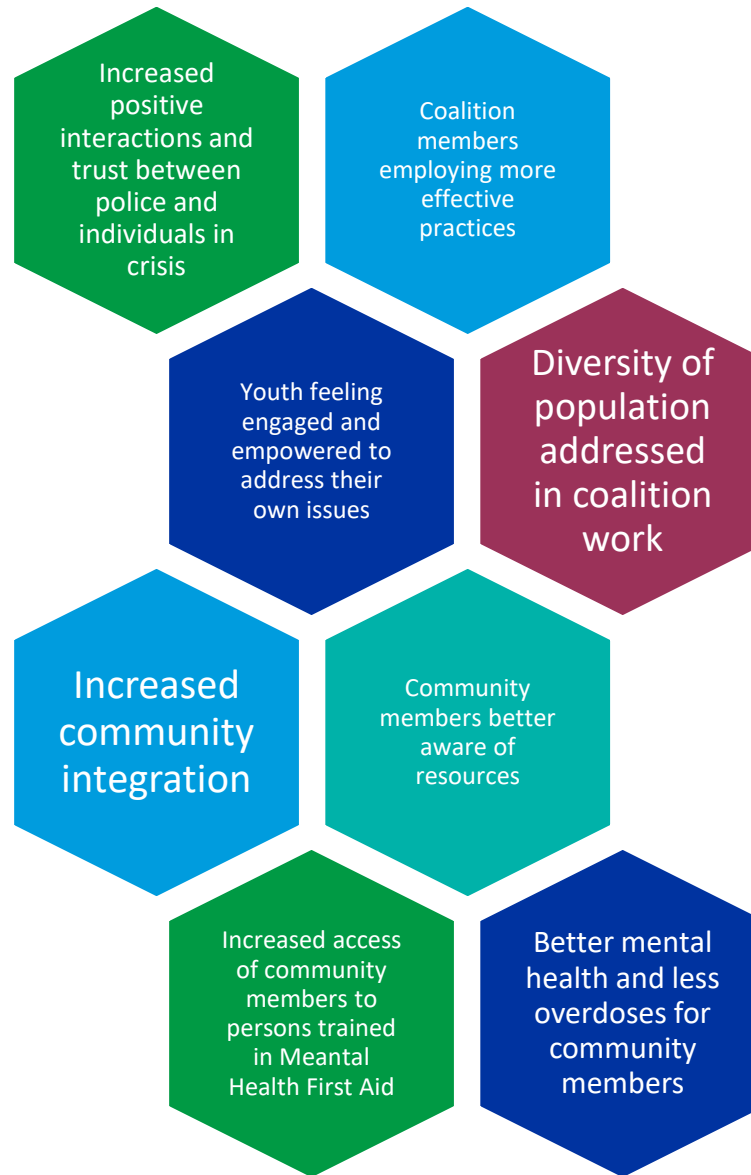 Increased
positive
interactions and
trust between
police and
individuals in
crisis
Coalition
members
employing more
effective
practices
Youth feeling
engaged and
empowered to
address their
own issues
Diversity of
population
addressed
in coalition
work
Increased
community
integration
Community
members better
aware of
resources
Increased access
of community
members to
persons trained
in Meantal
Health First Aid
Better mental
health and less
overdoses for
community
members